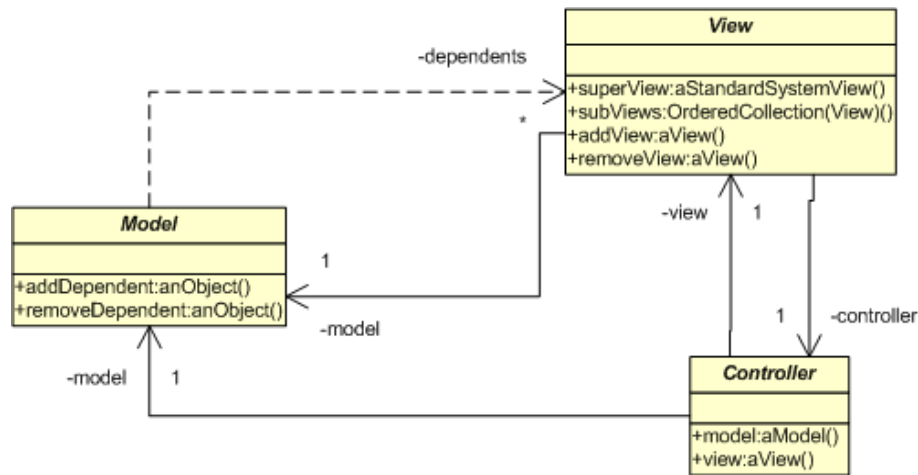 View
-dependents
+superView:aStandardSystemView()
+subViews:OrderedCollection(View)()
*
+addView:aView()
+removeView:aView()
Model
-view
1
+addDependent:anObject()
1
+removeDependent:anObject()
-model
1
-controller
-model
1
Controller
+model:aModel()
+view:aView()